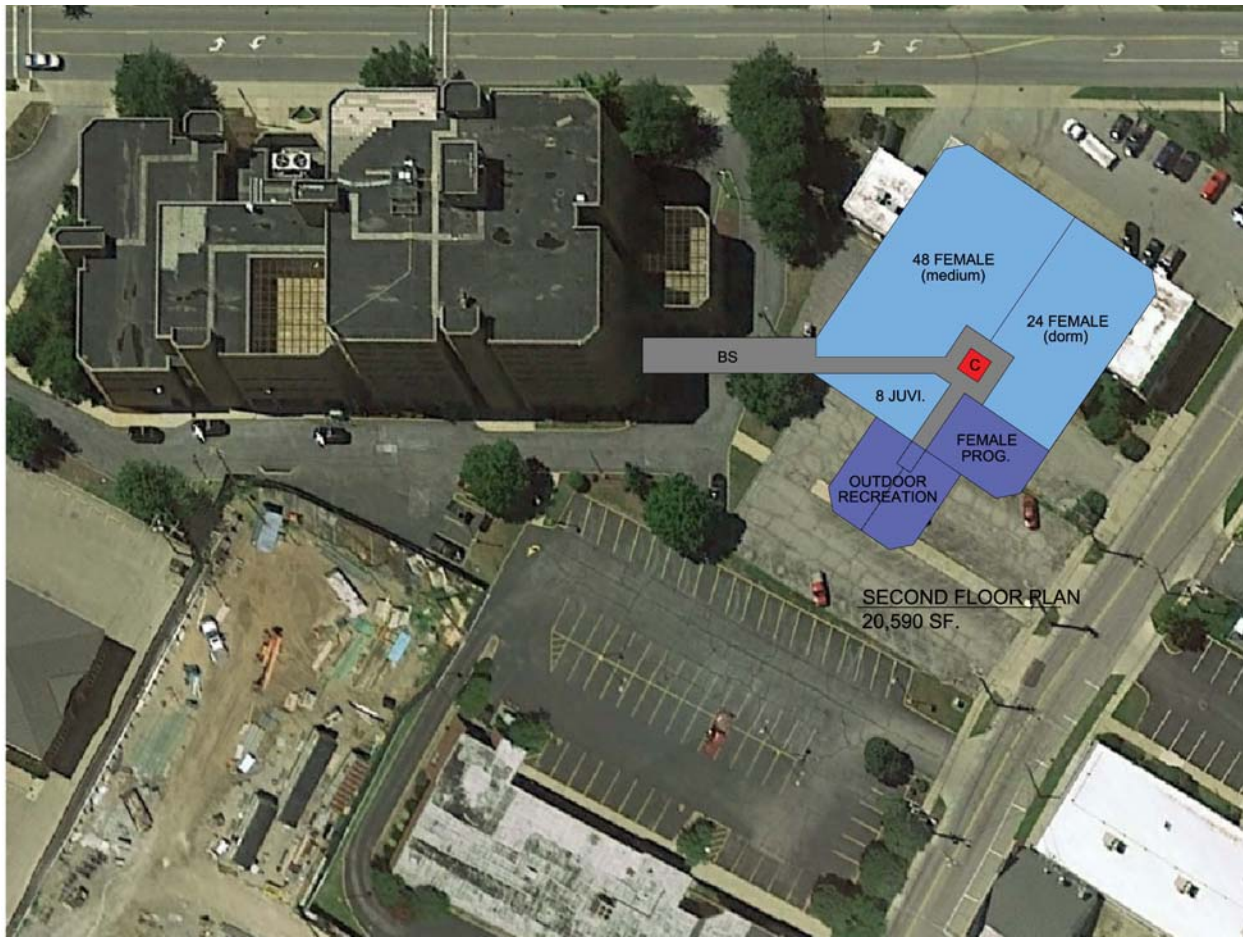 48 FEMALE
(medium)
24 FEMALE
(dorm)
BS
C
8 JUVI.
FEMALE
PROG.
OUTDOOR
RECREATION
SECOND FLOOR PLAN
20,590 SF.